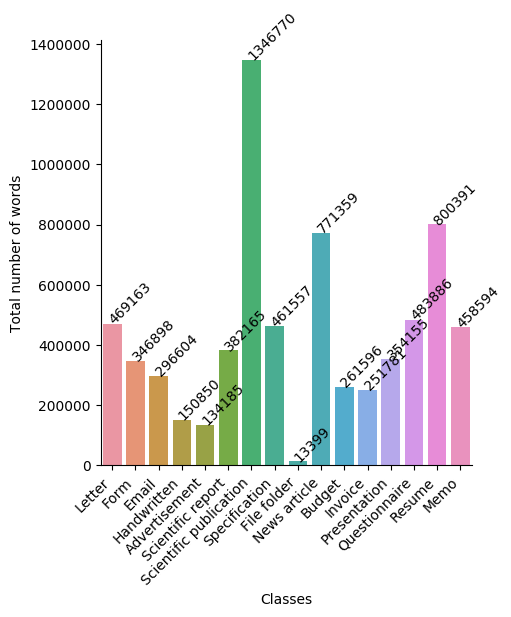 1400000
1200000
1000000
800000
600000
400000
200000
0
Total number of words
469163
346898
296604
150850
134185
382165
1346770
461557
13399
771359
261596
251781
354155
483886
800391
458594
Letter
Form
Email
Handwritten
Advertisement
Scientific report
Scientific publication
Specification
File folder
News article
Budget
Invoice
Presentation
Questionnaire
Resume
Memo
Classes